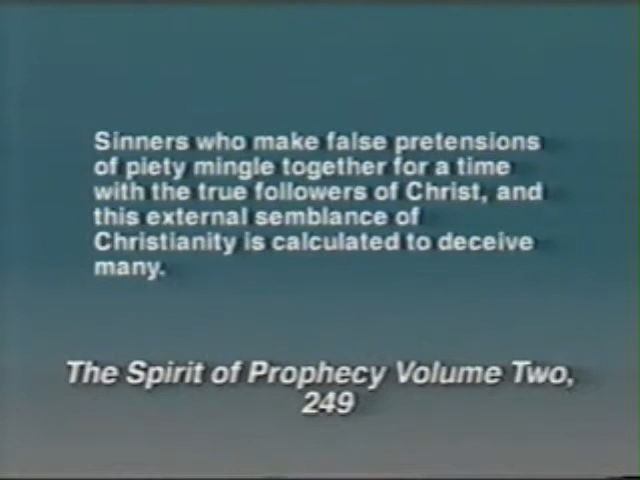 Sinners who make false pretensions
of piety mingle together for a time
with the true followers of Christ, and
this external semblance of
Christianity is calculated to deceive
many.
The Spirit of Prophecy Volume Two,
249